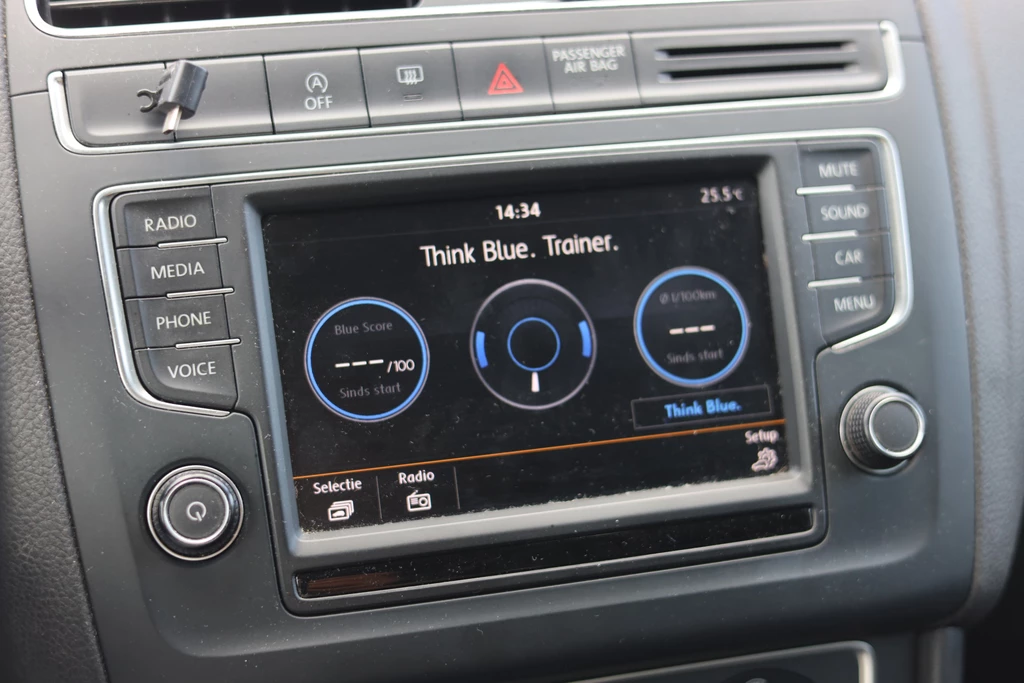 A
OFF
PASSENGER
AIR BAG
RADIO
MEDIA
PHONE
VOICE
MUTE
SOUND
CAR
MENU
14:34
25.5°C
Think Blue. Trainer.
Blue Score
---/100
Sinds start
Ø l/100km
---
Sinds start
Think Blue.
Selectie
Radio
Setup